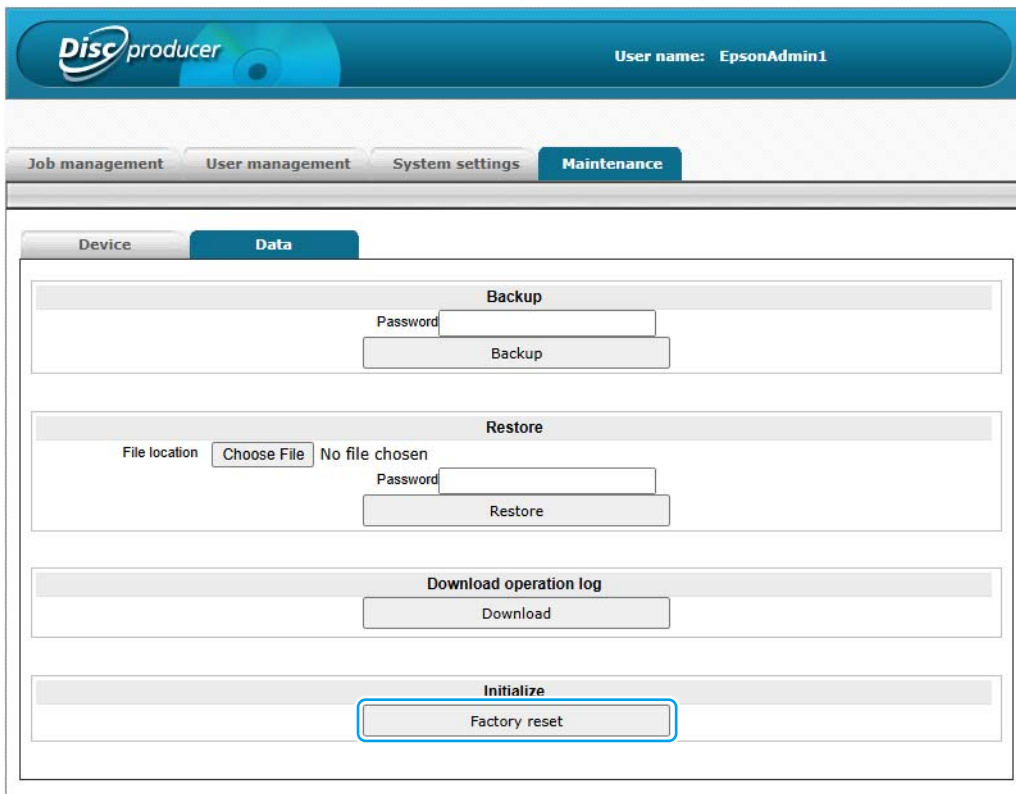 Disc producer
User name: EpsonAdmin1
Job management User management System settings Maintenance
Device Data
Backup
Password
Backup
Restore
File location Choose File No file chosen
Password
Restore
Download operation log
Download
Initialize
Factory reset